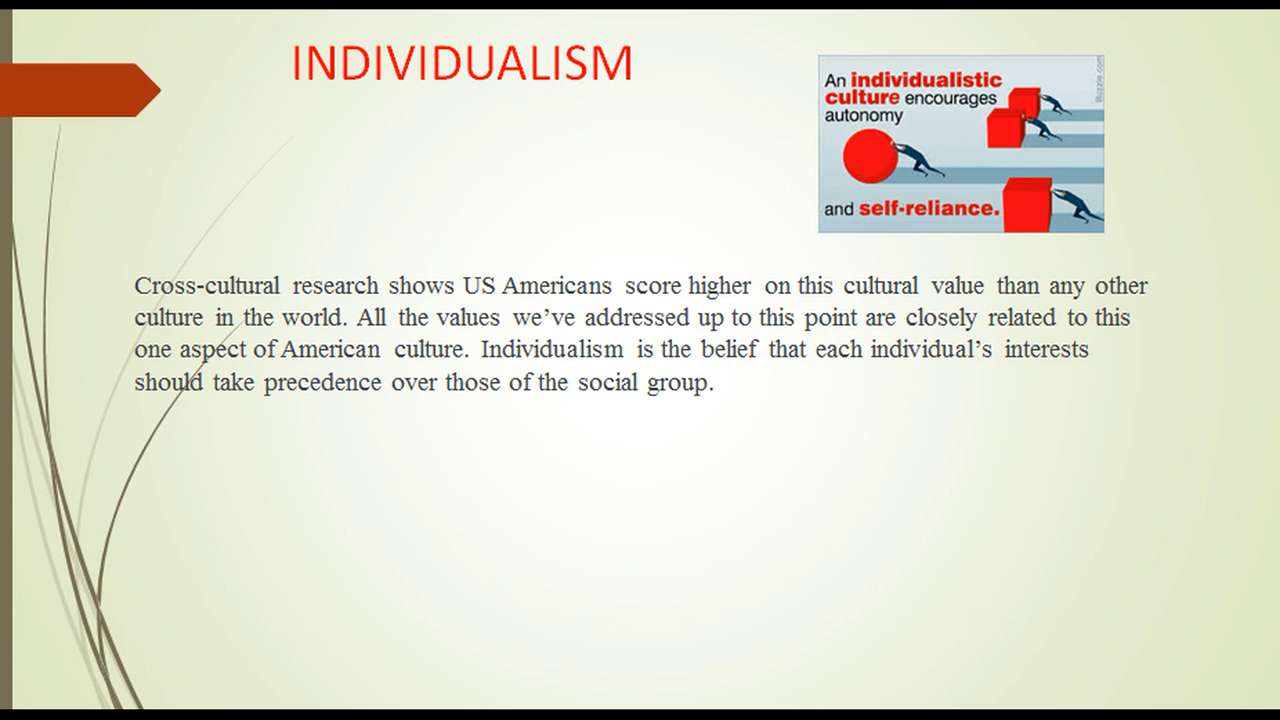 INDIVIDUALISM
An individualistic
culture encourages
autonomy
and self-reliance.
Buzzle.com
Cross-cultural research shows US Americans score higher on this cultural value than any other
culture in the world. All the values we’ve addressed up to this point are closely related to this
one aspect of American culture. Individualism is the belief that each individual’s interests
should take precedence over those of the social group.